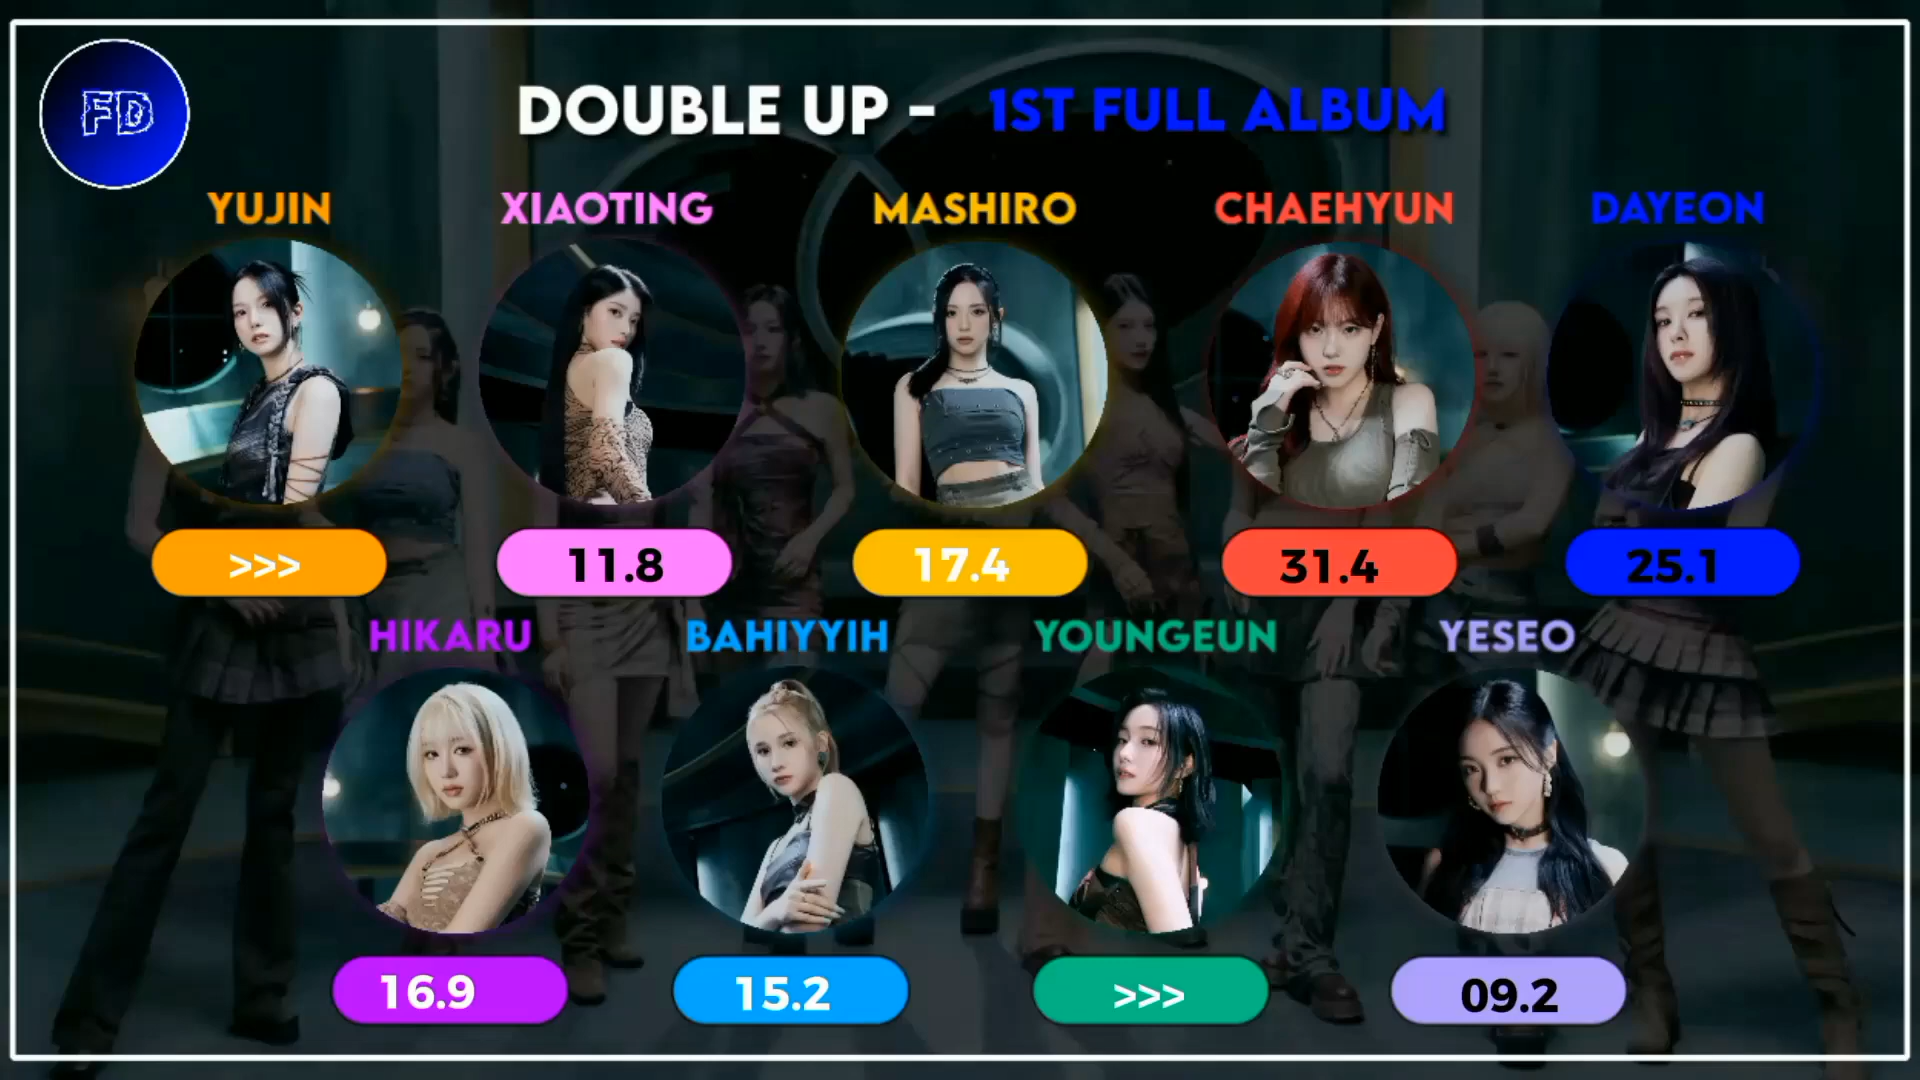 FD
DOUBLE UP - 1ST FULL ALBUM
YUJIN XIAOTING MASHIRO CHAEHYUN DAYEON
>>> 11.8 17.4 31.4 25.1
HIKARU BAHIYYIH YOUNGEUN YESEO
16.9 15.2 >>> 09.2